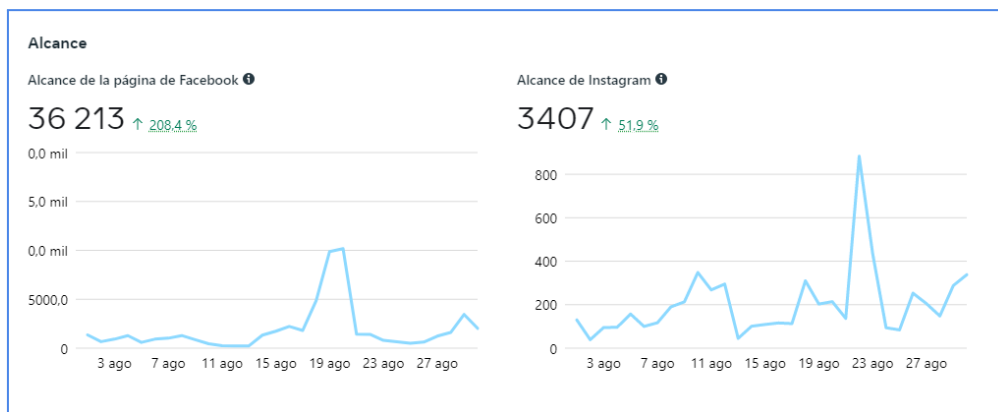 Alcance
Alcance de la página de Facebook
36 213 ↑ 208,4 %
0,0 mil
5,0 mil
0,0 mil
5000,0
0
3 ago 7 ago 11 ago 15 ago 19 ago 23 ago 27 ago
Alcance de Instagram
3407 ↑ 51,9 %
800
600
400
200
0
3 ago 7 ago 11 ago 15 ago 19 ago 23 ago 27 ago